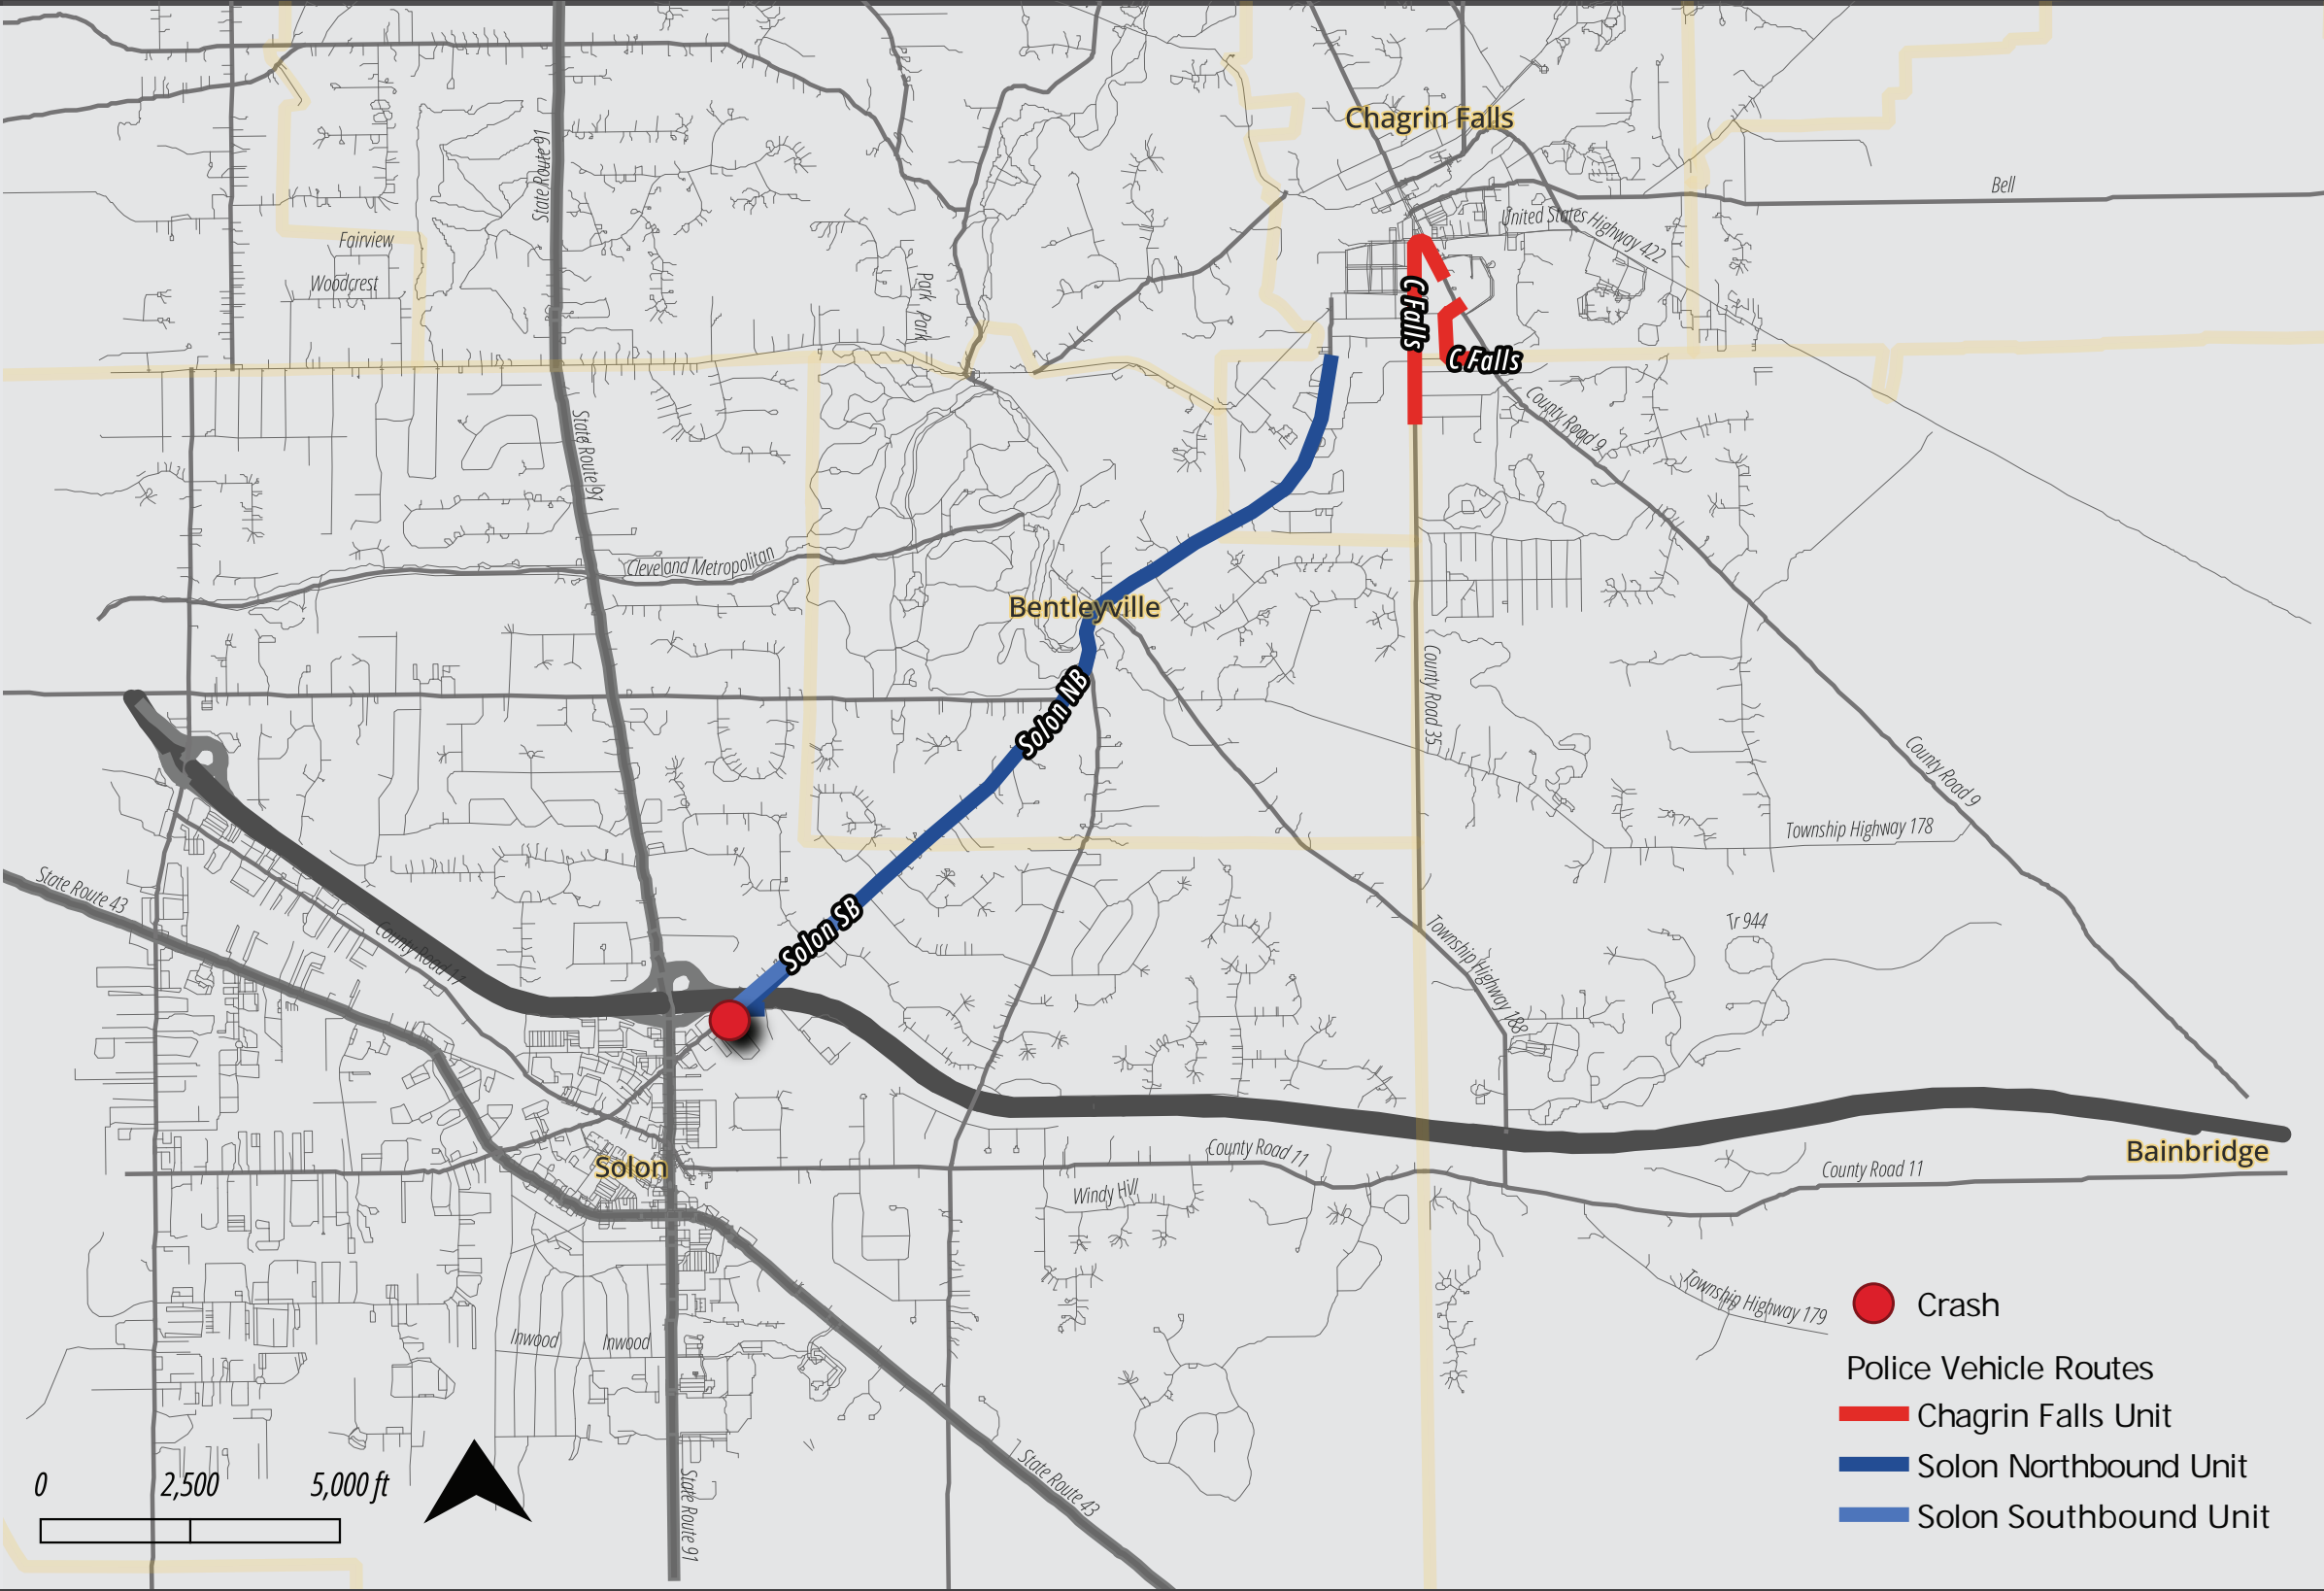 Chagrin Falls
State Route 91
Bell
United States Highway 422
Fairview
Woodcrest
Park
Park
C Falls
C Falls
State Route 91
County Road 9
Cleveland Metropolitan
Bentleyville
County Road 35
Solon NB
County Road 9
Township Highway 178
State Route 43
County Road 14
Solon SB
Township Highway 188
Tr 944
County Road 11
Bainbridge
Solon
County Road 11
Windy Hill
Township Highway 179
Crash
Inwood
Inwood
Police Vehicle Routes
Chagrin Falls Unit
Solon Northbound Unit
Solon Southbound Unit
0 2,500 5,000 ft
State Route 91
State Route 43